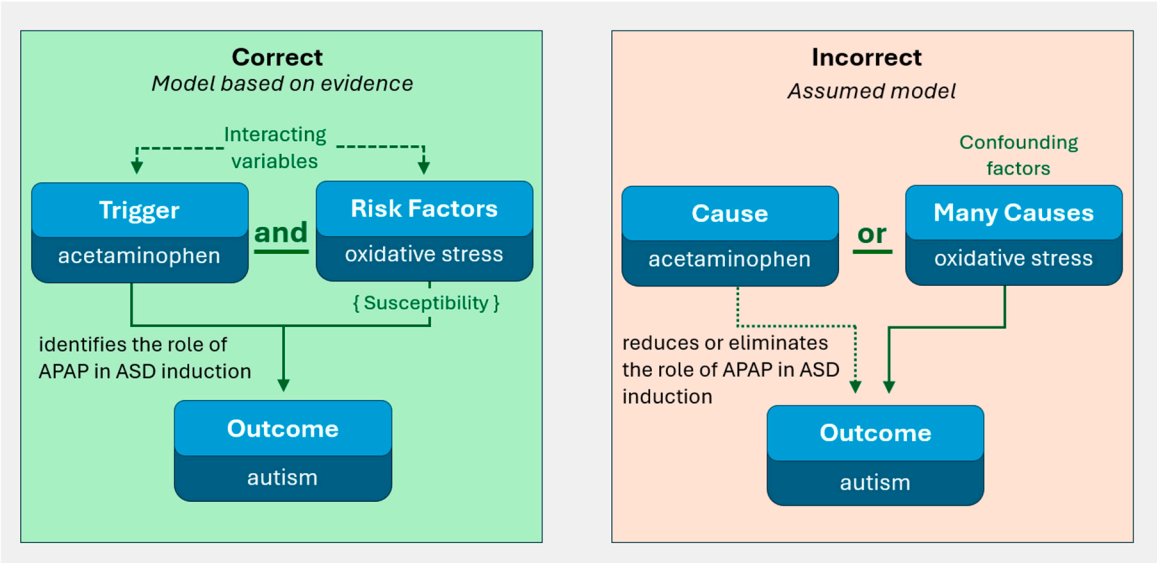 Correct
Model based on evidence
Interacting
variables
Trigger
acetaminophen
and
Risk Factors
oxidative stress
{ Susceptibility }
identifies the role of
APAP in ASD induction
Outcome
autism
Incorrect
Assumed model
Confounding
factors
Cause
acetaminophen
or
Many Causes
oxidative stress
reduces or eliminates
the role of APAP in ASD
induction
Outcome
autism